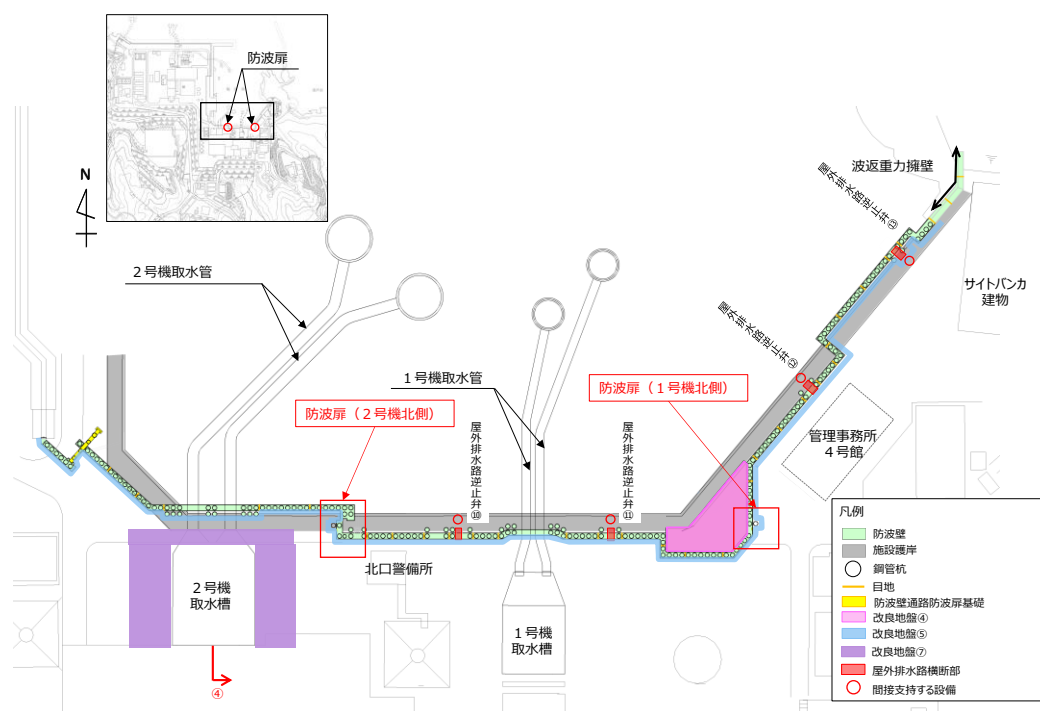 防波扉
N
波返重力擁壁
屋外排水路逆止弁⑬
サイトバンカ
建物
2号機取水管
屋外排水路逆止弁⑫
1号機取水管
防波扉（1号機北側）
防波扉（2号機北側）
屋外排水路逆止弁⑩
屋外排水路逆止弁⑪
管理事務所
4号館
北口警備所
2号機
取水槽
1号機
取水槽
④
凡例
防波壁
施設護岸
鋼管杭
目地
防波壁通路防波扉基礎
改良地盤④
改良地盤⑤
改良地盤⑦
屋外排水路横断部
間接支持する設備